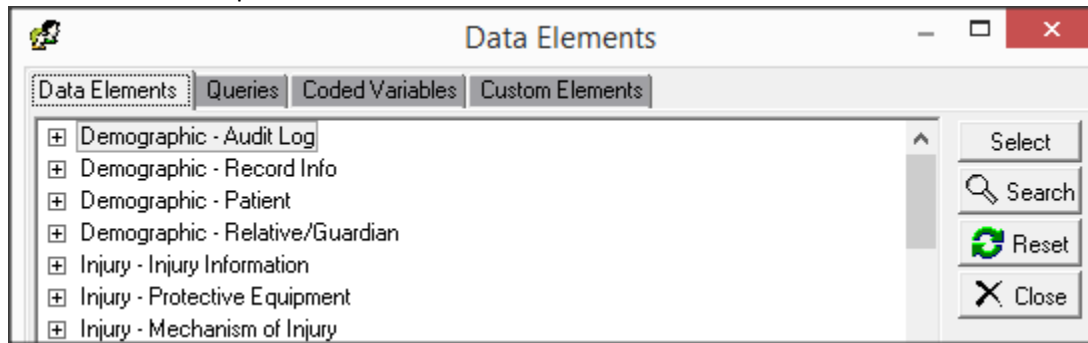 Data Elements
Data Elements Queries Coded Variables Custom Elements
Demographic - Audit Log
Demographic - Record Info
Demographic - Patient
Demographic - Relative/Guardian
Injury - Injury Information
Injury - Protective Equipment
Injury - Mechanism of Injury
Select
Search
Reset
Close